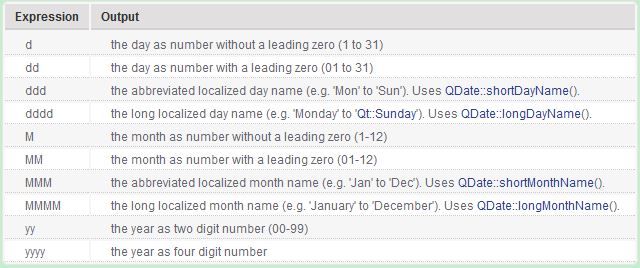 Expression Output
d the day as number without a leading zero (1 to 31)
dd the day as number with a leading zero (01 to 31)
ddd the abbreviated localized day name (e.g. 'Mon' to 'Sun'). Uses QDate::shortDayName().
dddd the long localized day name (e.g. 'Monday' to 'Qt::Sunday'). Uses QDate::longDayName().
M the month as number without a leading zero (1-12)
MM the month as number with a leading zero (01-12)
MMM the abbreviated localized month name (e.g. 'Jan' to 'Dec'). Uses QDate::shortMonthName().
MMMM the long localized month name (e.g. 'January' to 'December'). Uses QDate::longMonthName().
yy the year as two digit number (00-99)
yyyy the year as four digit number